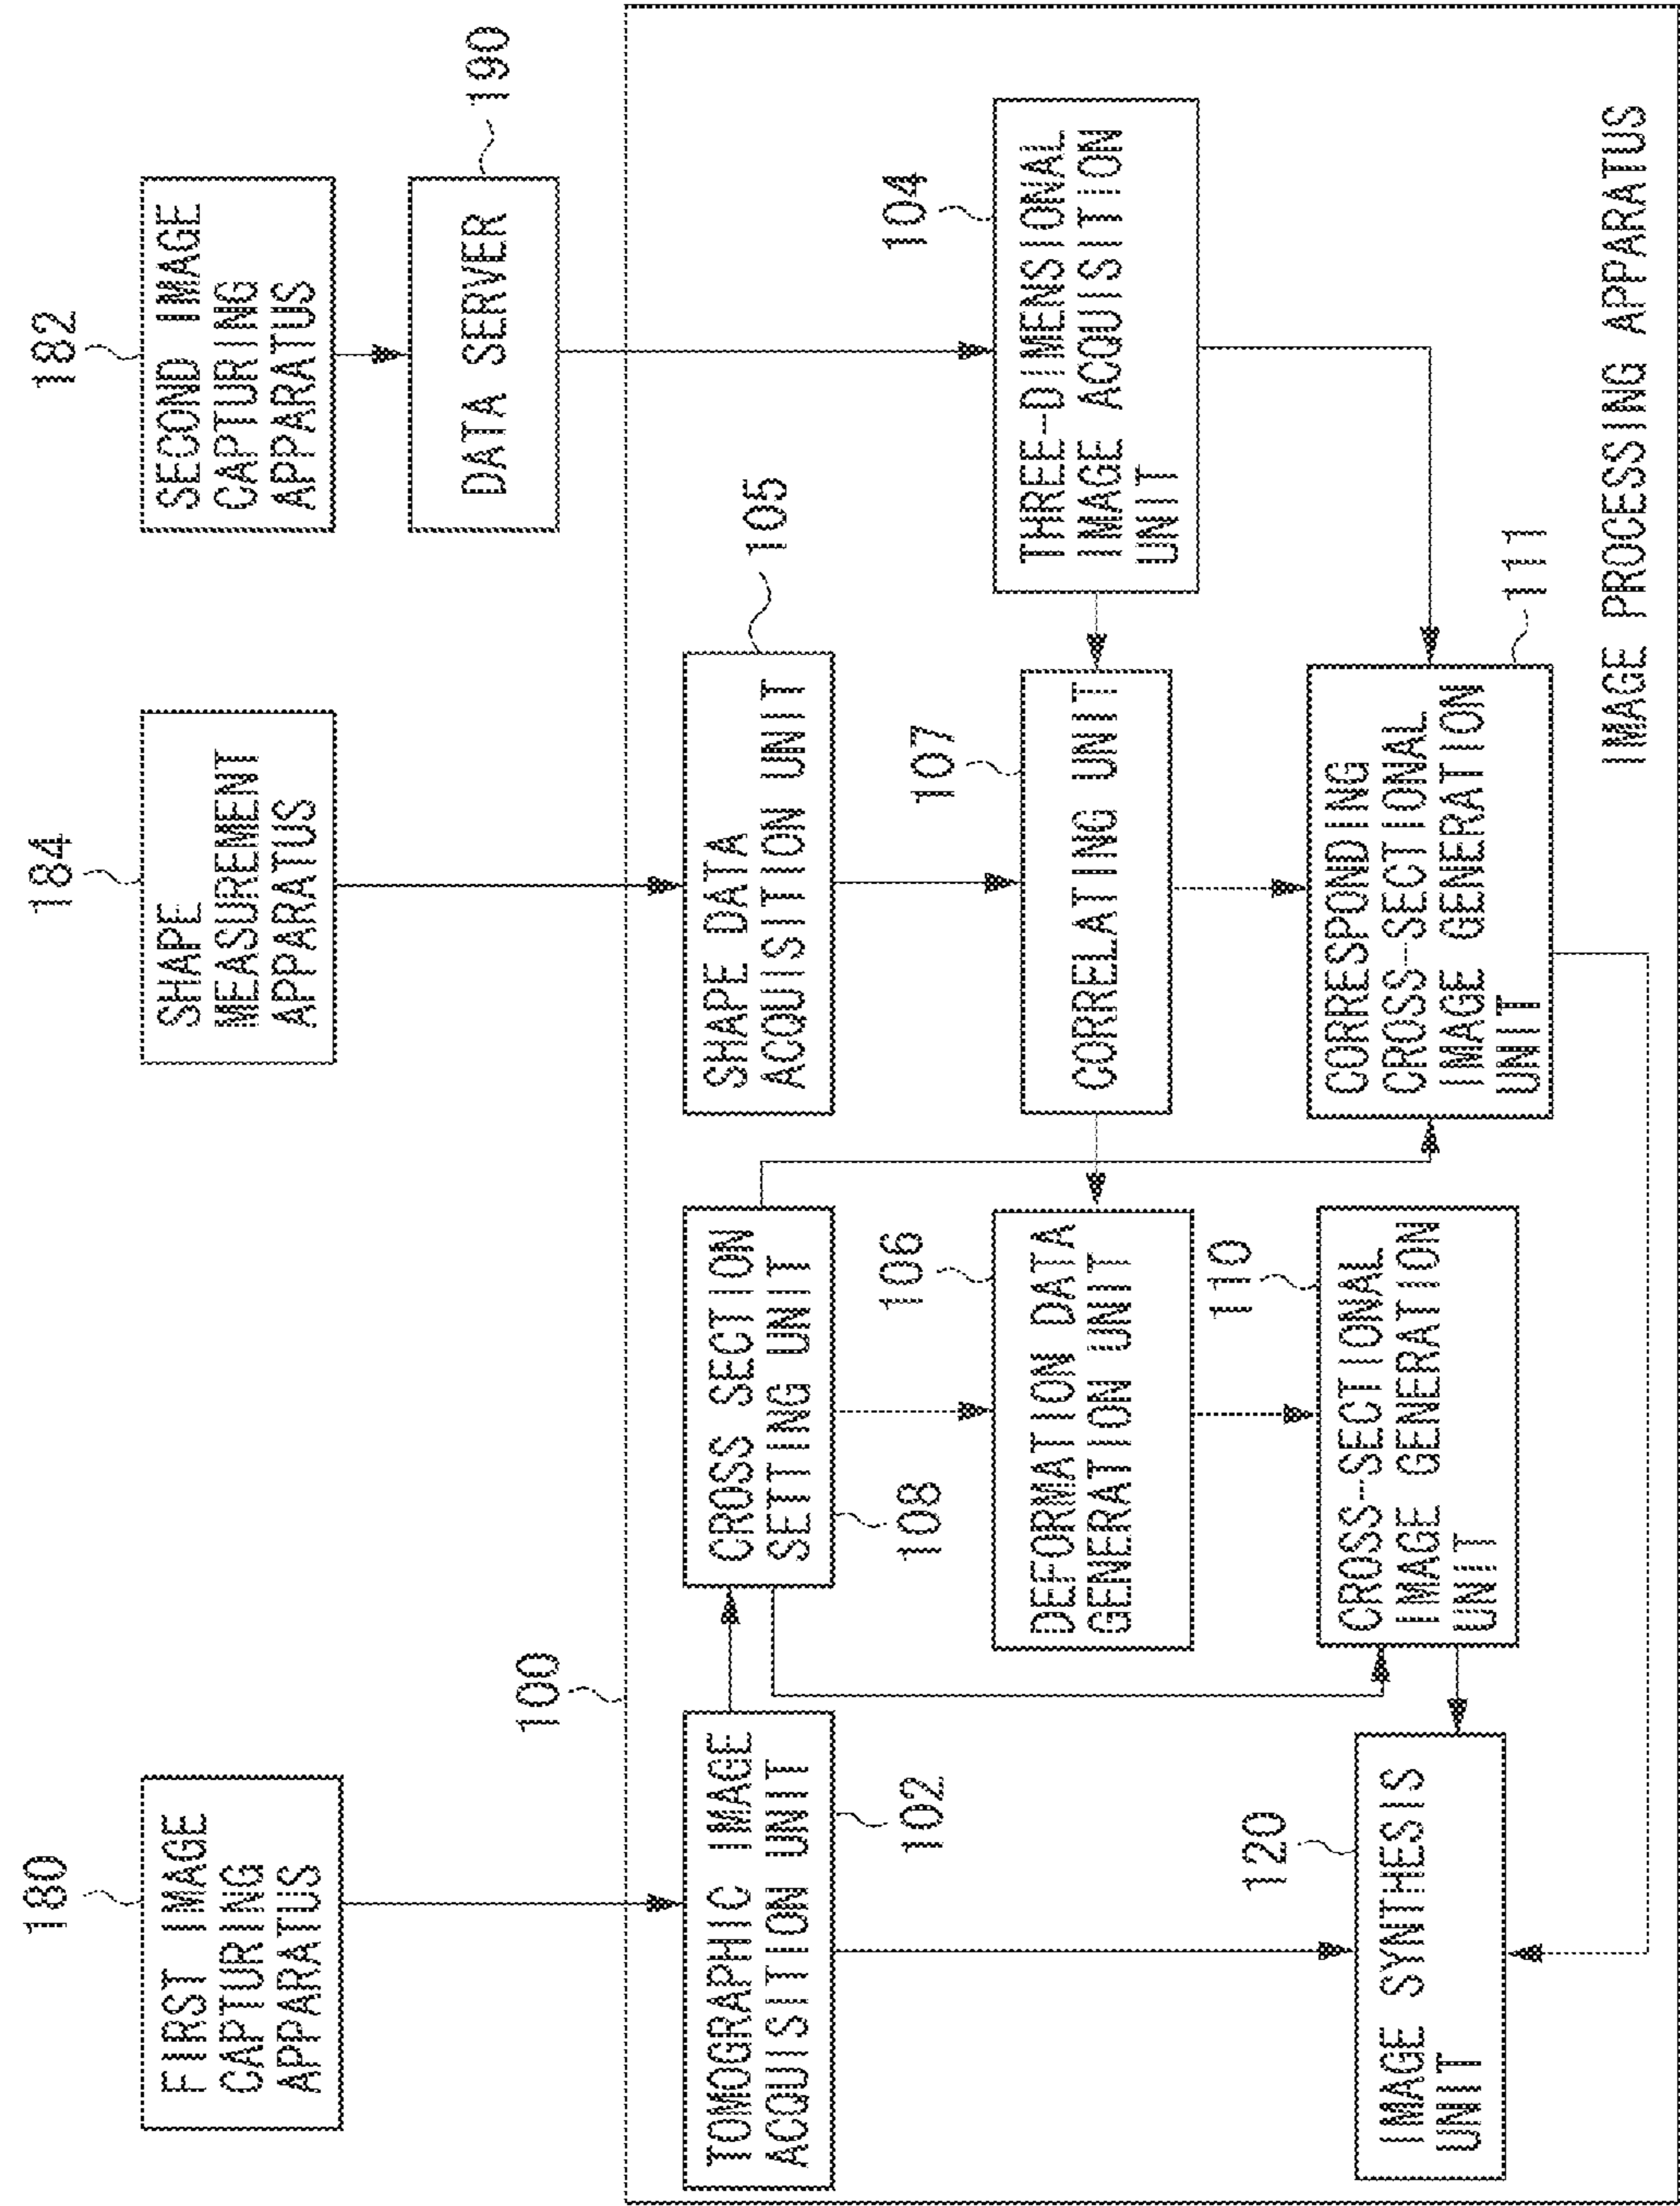 180
FIRST IMAGE
CAPTURING
APPARATUS
184
SHAPE
MEASUREMENT
APPARATUS
182
SECOND IMAGE
CAPTURING
APPARATUS
DATA SERVER
190
100
TOMOGRAPHIC IMAGE
ACQUISITION UNIT
102
CROSS SECTION
SETTING UNIT
108
SHAPE DATA
ACQUISITION UNIT
105
106
DEFORMATION DATA
GENERATION UNIT
107
CORRELATING UNIT
104
THREE-DIMENSIONAL
IMAGE ACQUISITION
UNIT
120
IMAGE SYNTHESIS
UNIT
110
CROSS-SECTIONAL
IMAGE GENERATION
UNIT
CORRESPONDING
CROSS-SECTIONAL
IMAGE GENERATION
UNIT
111
IMAGE PROCESSING APPARATUS